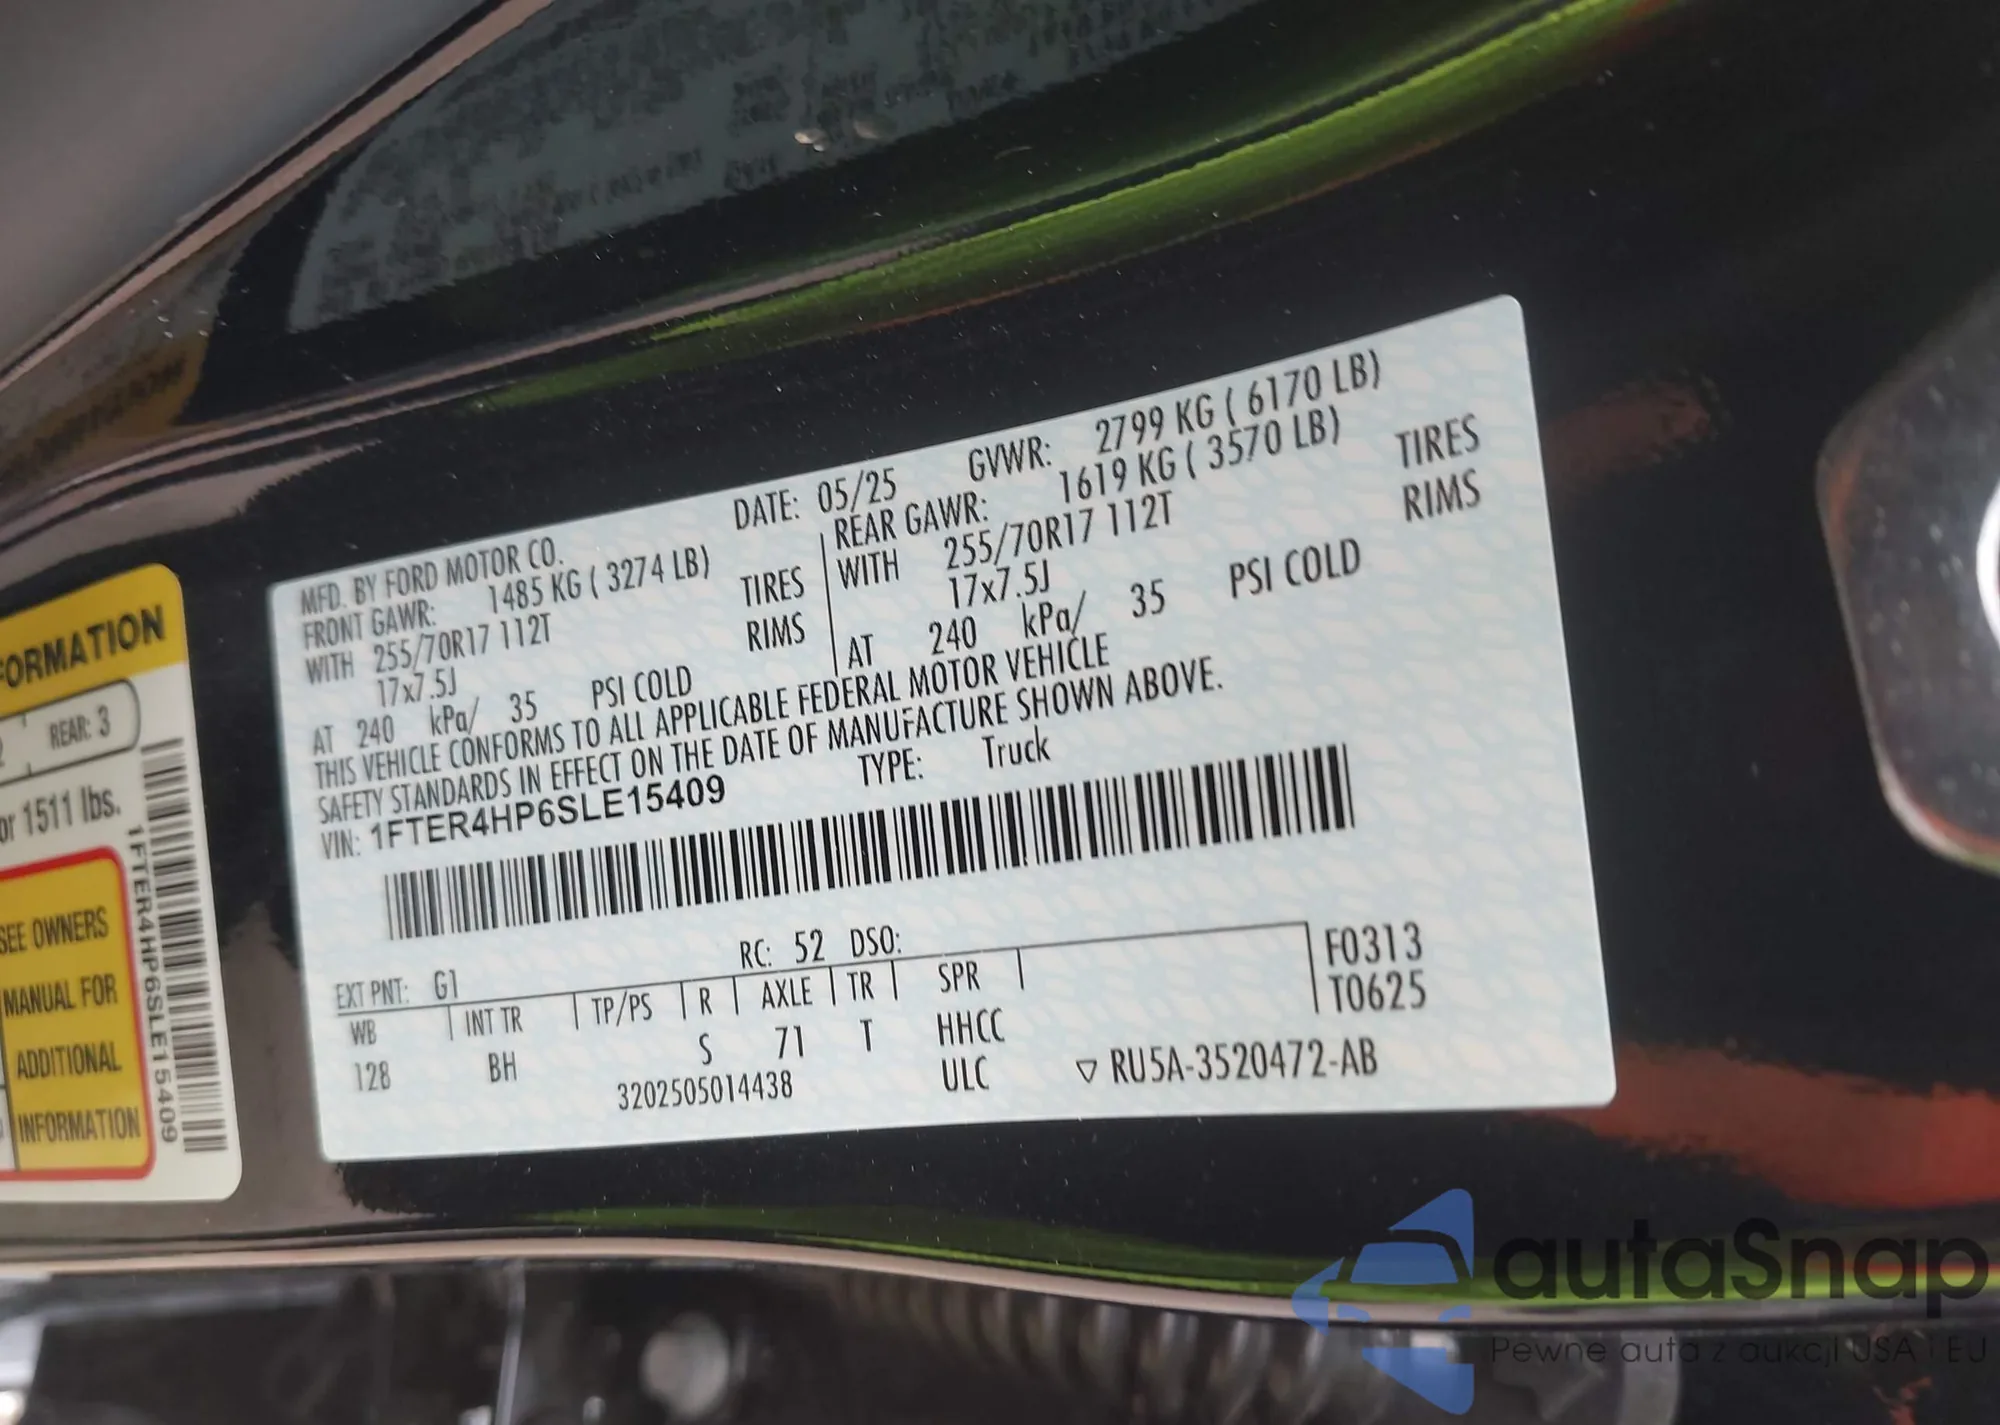 MFD. BY FORD MOTOR CO. DATE: 05/25 GVWR: 2799 KG ( 6170 LB)
FRONT GAWR: 1485 KG ( 3274 LB) REAR GAWR: 1619 KG ( 3570 LB)
WITH 255/70R17 112T TIRES WITH 255/70R17 112T TIRES
17x7.5J RIMS 17x7.5J RIMS
AT 240 kPa/ 35 PSI COLD AT 240 kPa/ 35 PSI COLD
THIS VEHICLE CONFORMS TO ALL APPLICABLE FEDERAL MOTOR VEHICLE
SAFETY STANDARDS IN EFFECT ON THE DATE OF MANUFACTURE SHOWN ABOVE.
VIN: 1FTER4HP6SLE15409 TYPE: Truck
EXT PNT: G1 RC: 52 DSO: F0313
WB INT TR TP/PS R AXLE TR SPR T0625
128 BH S 71 T HHCC
3202505014438 ULC ▽ RU5A-3520472-AB
FORMATION
REAR: 3
or 1511 lbs.
SEE OWNERS
MANUAL FOR
ADDITIONAL
INFORMATION
1FTER4HP6SLE15409
autaSnap
Pewne auta z aukcji USA i EU